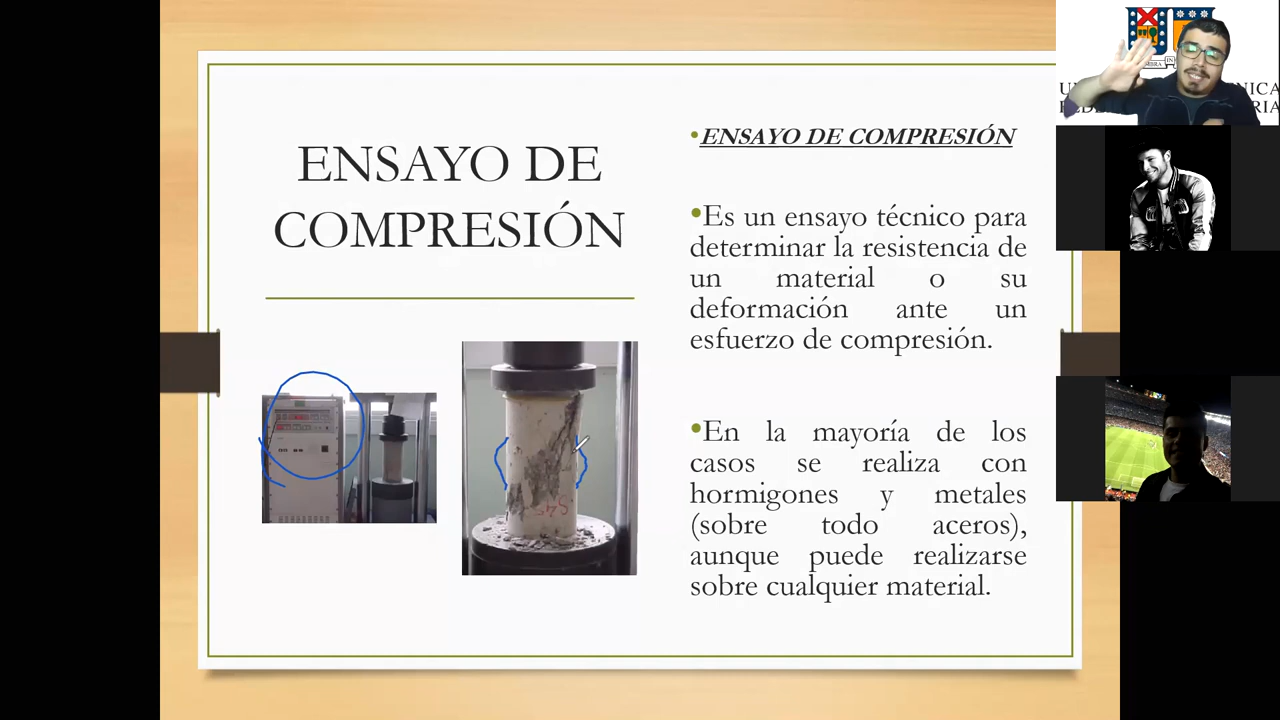 ENSAYO DE
COMPRESIÓN
•ENSAYO DE COMPRESIÓN
•Es un ensayo técnico para
determinar la resistencia de
un material o su
deformación ante un
esfuerzo de compresión.
•En la mayoría de los
casos se realiza con
hormigones y metales
(sobre todo aceros),
aunque puede realizarse
sobre cualquier material.